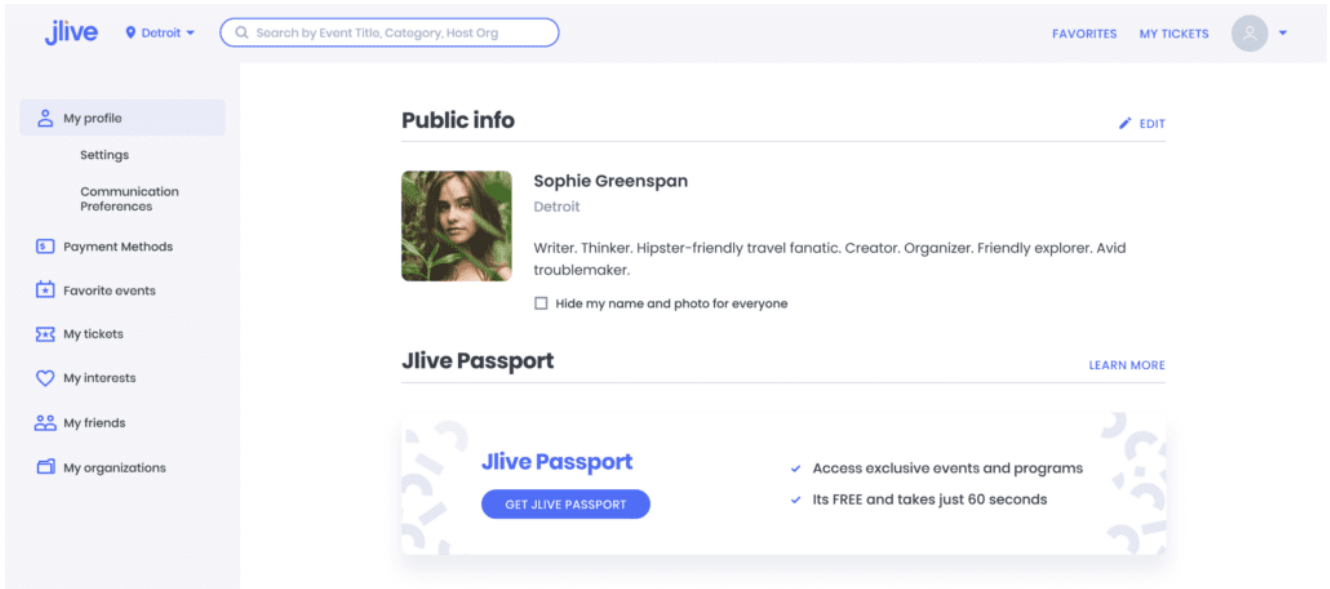 jlive
Detroit
Search by Event Title, Category, Host Org
FAVORITES
MY TICKETS
My profile
Settings
Communication
Preferences
Payment Methods
Favorite events
My tickets
My interests
My friends
My organizations
Public info
EDIT
Sophie Greenspan
Detroit
Writer. Thinker. Hipster-friendly travel fanatic. Creator. Organizer. Friendly explorer. Avid
troublemaker.
Hide my name and photo for everyone
Jlive Passport
LEARN MORE
Jlive Passport
GET JLIVE PASSPORT
Access exclusive events and programs
Its FREE and takes just 60 seconds